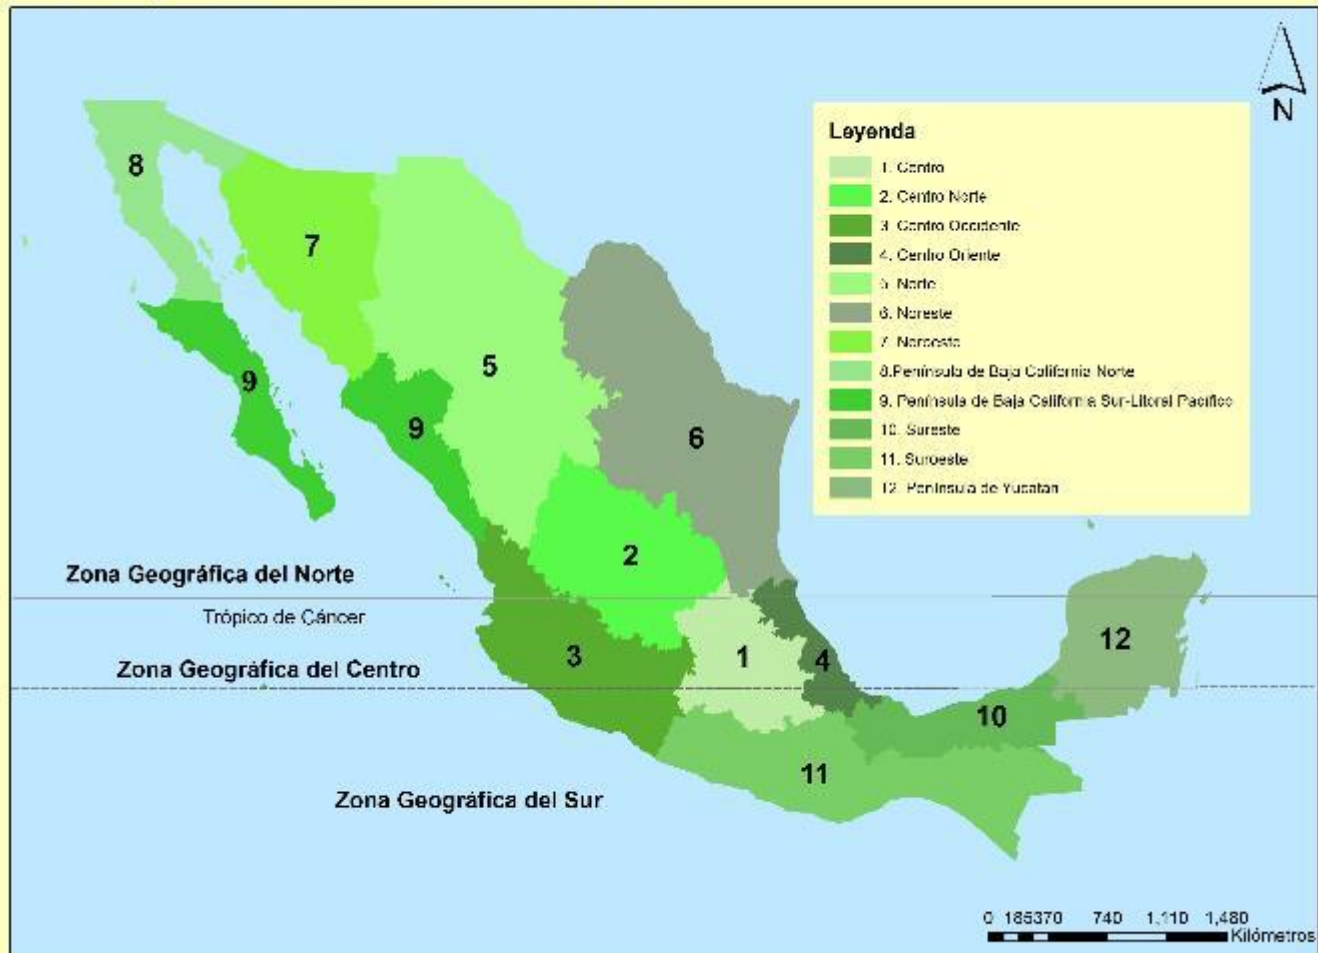 N
Leyenda
1. Centro
2. Centro Norte
3. Centro Occidente
4. Centro Oriente
5. Norte
6. Noreste
7. Noroeste
8.Península de Baja California Norte
9. Península de Baja California Sur-Litoral Pacífico
10. Sureste
11. Suroeste
12. Península de Yucatán
8
7
5
9
9
6
2
Zona Geográfica del Norte
Trópico de Cáncer
12
3
1
4
Zona Geográfica del Centro
10
11
Zona Geográfica del Sur
0 185370 740 1,110 1,480
Kilómetros